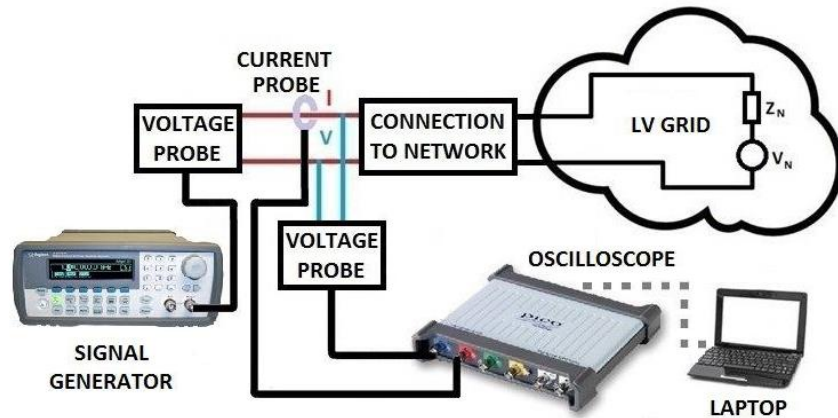 CURRENT
PROBE
I
V
VOLTAGE
PROBE
CONNECTION
TO NETWORK
LV GRID
Z_N
V_N
VOLTAGE
PROBE
OSCILLOSCOPE
pico
SIGNAL
GENERATOR
LAPTOP